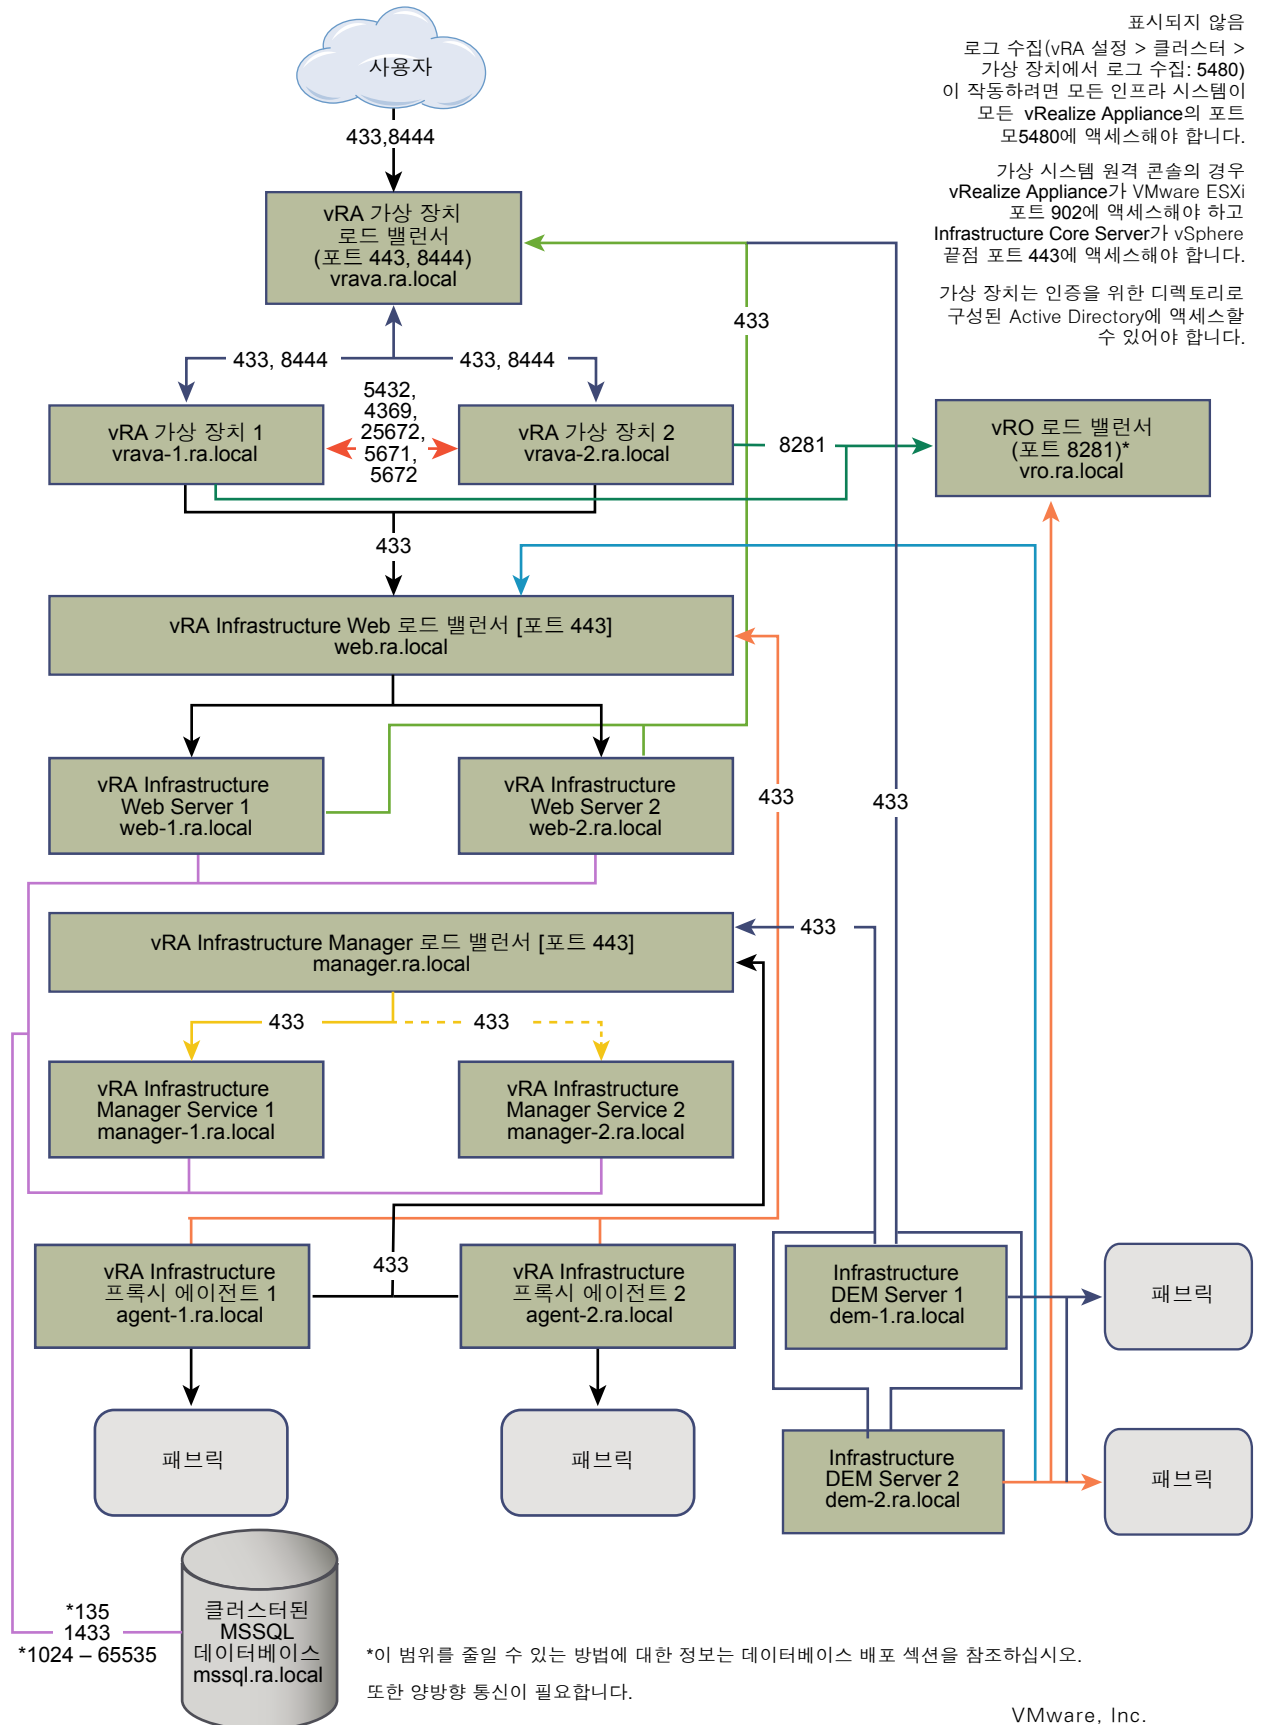 사용자
433,8444
표시되지 않음
로그 수집(vRA 설정 > 클러스터 >
가상 장치에서 로그 수집: 5480)
이 작동하려면 모든 인프라 시스템이
모든 vRealize Appliance의 포트
모5480에 액세스해야 합니다.
가상 시스템 원격 콘솔의 경우
vRealize Appliance가 VMware ESXi
포트 902에 액세스해야 하고
Infrastructure Core Server가 vSphere
끝점 포트 443에 액세스해야 합니다.
가상 장치는 인증을 위한 디렉토리로
구성된 Active Directory에 액세스할
수 있어야 합니다.
vRA 가상 장치
로드 밸런서
(포트 443, 8444)
vrava.ra.local
433
433, 8444
433, 8444
5432,
4369,
25672,
5671,
5672
vRA 가상 장치 1
vrava-1.ra.local
vRA 가상 장치 2
vrava-2.ra.local
8281
vRO 로드 밸런서
(포트 8281)*
vro.ra.local
433
vRA Infrastructure Web 로드 밸런서 [포트 443]
web.ra.local
vRA Infrastructure
Web Server 1
web-1.ra.local
vRA Infrastructure
Web Server 2
web-2.ra.local
433
433
vRA Infrastructure Manager 로드 밸런서 [포트 443]
manager.ra.local
433
433
433
vRA Infrastructure
Manager Service 1
manager-1.ra.local
vRA Infrastructure
Manager Service 2
manager-2.ra.local
vRA Infrastructure
프록시 에이전트 1
agent-1.ra.local
433
vRA Infrastructure
프록시 에이전트 2
agent-2.ra.local
Infrastructure
DEM Server 1
dem-1.ra.local
패브릭
패브릭
패브릭
Infrastructure
DEM Server 2
dem-2.ra.local
패브릭
*135
1433
*1024 – 65535
클러스터된
MSSQL
데이터베이스
mssql.ra.local
*이 범위를 줄일 수 있는 방법에 대한 정보는 데이터베이스 배포 섹션을 참조하십시오.
또한 양방향 통신이 필요합니다.
VMware, Inc.